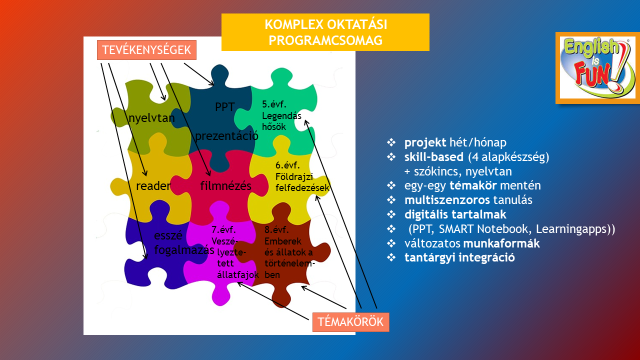 KOMPLEX OKTATÁSI
PROGRAMCSOMAG
TEVÉKENYSÉGEK
English
is
FUN!
nyelvtan
PPT
prezentáció
5.évf.
Legendás
hősök
reader
filmnézés
6.évf.
Földrajzi
felfedezések
esszé
fogalmazás
7.évf.
Veszé
lyezte-
tett
állatfajok
8.évf.
Emberek
és állatok a
történelem-
ben
TÉMAKÖRÖK
❖ projekt hét/hónap
❖ skill-based (4 alapkészség)
+ szókincs, nyelvtan
❖ egy-egy témakör mentén
❖ multiszenzoros tanulás
❖ digitális tartalmak
❖ (PPT, SMART Notebook, Learningapps))
❖ változatos munkaformák
❖ tantárgyi integráció